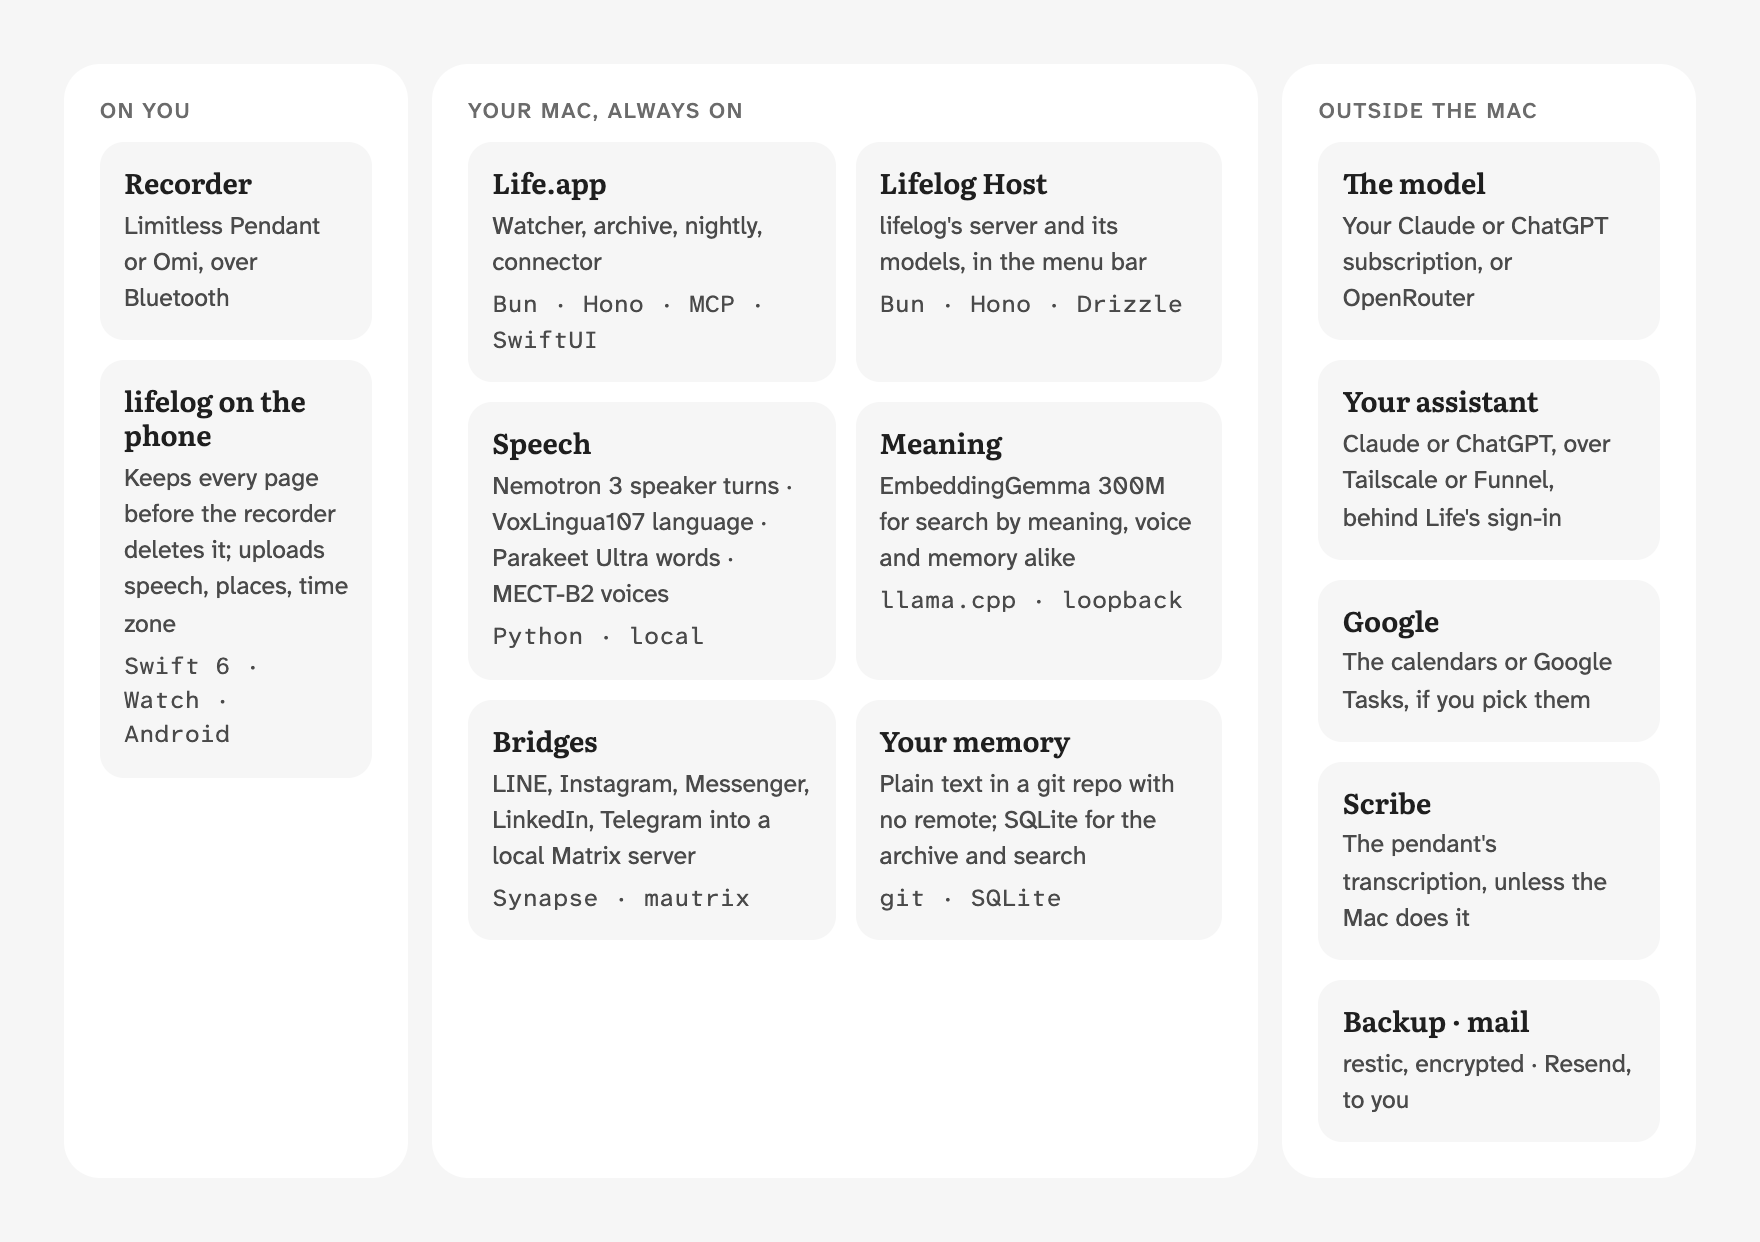 ON YOU
Recorder
Limitless Pendant
or Omi, over
Bluetooth
lifelog on the
phone
Keeps every page
before the recorder
deletes it; uploads
speech, places, time
zone
Swift 6 ·
Watch ·
Android
YOUR MAC, ALWAYS ON
Life.app
Watcher, archive, nightly,
connector
Bun · Hono · MCP ·
SwiftUI
Lifelog Host
lifelog's server and its
models, in the menu bar
Bun · Hono · Drizzle
Speech
Nemotron 3 speaker turns ·
VoxLingua107 language ·
Parakeet Ultra words ·
MECT-B2 voices
Python · local
Meaning
EmbeddingGemma 300M
for search by meaning, voice
and memory alike
llama.cpp · loopback
Bridges
LINE, Instagram, Messenger,
LinkedIn, Telegram into a
local Matrix server
Synapse · mautrix
Your memory
Plain text in a git repo with
no remote; SQLite for the
archive and search
git · SQLite
OUTSIDE THE MAC
The model
Your Claude or ChatGPT
subscription, or
OpenRouter
Your assistant
Claude or ChatGPT, over
Tailscale or Funnel,
behind Life's sign-in
Google
The calendars or Google
Tasks, if you pick them
Scribe
The pendant's
transcription, unless the
Mac does it
Backup · mail
restic, encrypted · Resend,
to you